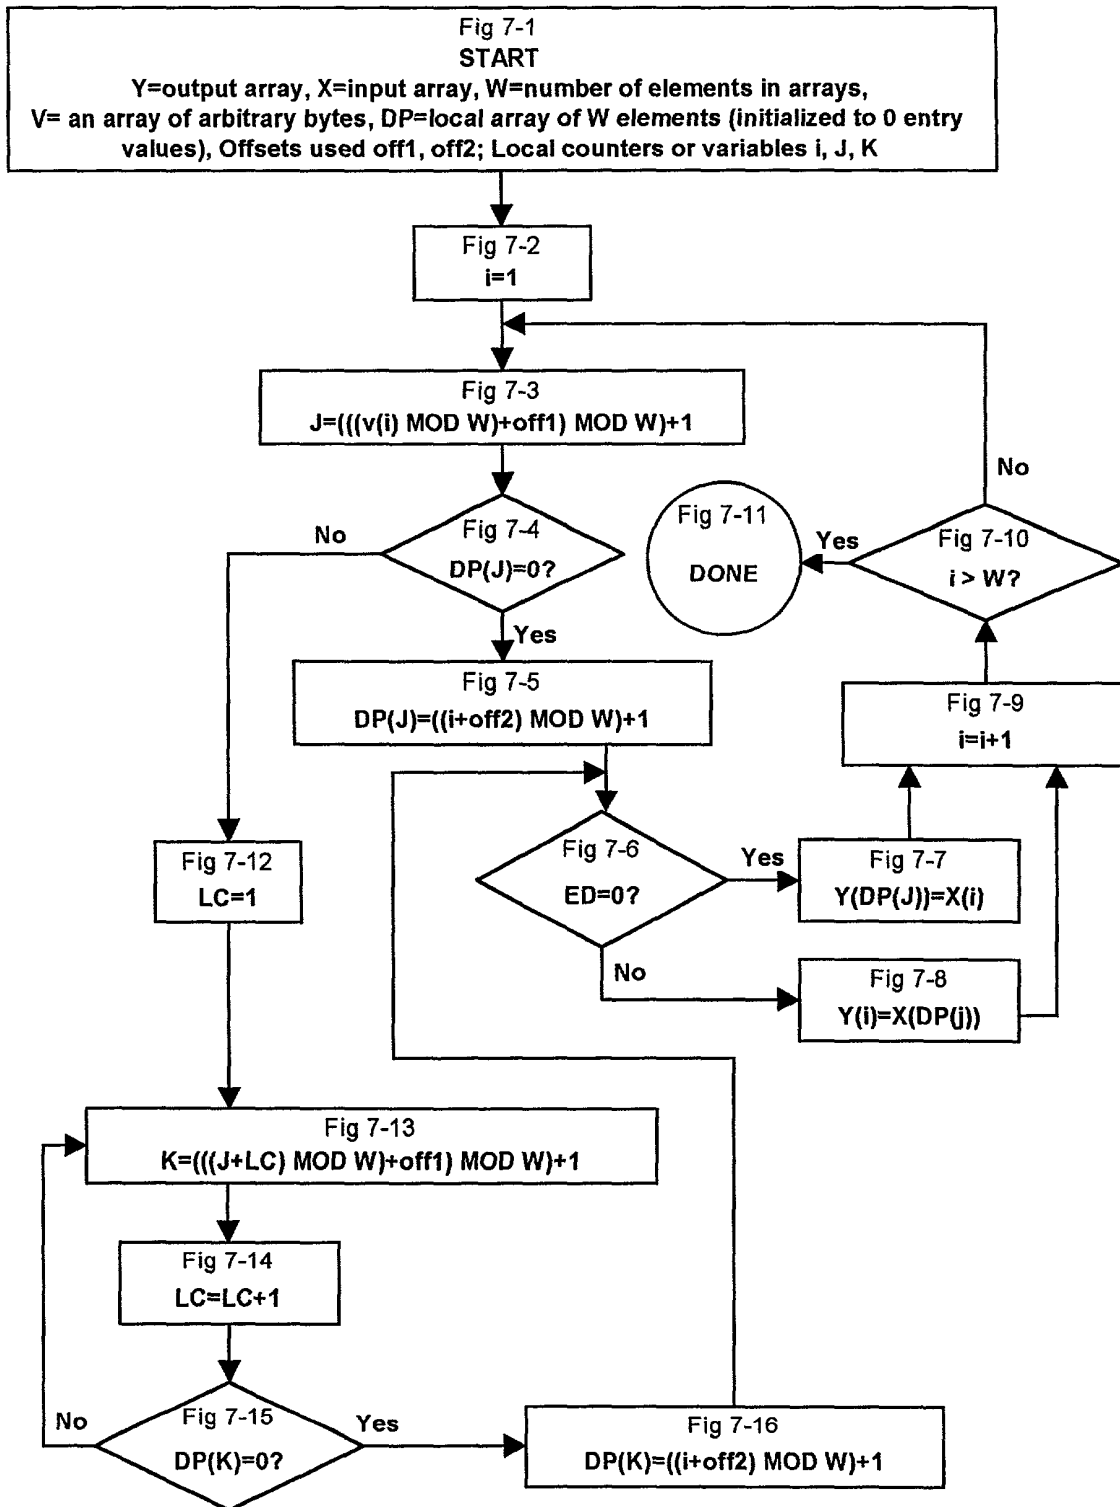 Fig 7-1
START
Y=output array, X=input array, W=number of elements in arrays,
V= an array of arbitrary bytes, DP=local array of W elements (initialized to 0 entry
values), Offsets used off1, off2; Local counters or variables i, J, K
Fig 7-2
i=1
Fig 7-3
J=(((v(i) MOD W)+off1) MOD W)+1
No
Fig 7-4
DP(J)=0?
Yes
Fig 7-11
DONE
Yes
Fig 7-10
i > W?
No
Fig 7-5
DP(J)=((i+off2) MOD W)+1
Fig 7-9
i=i+1
Fig 7-6
ED=0?
Yes
Fig 7-7
Y(DP(J))=X(i)
No
Fig 7-8
Y(i)=X(DP(j))
Fig 7-12
LC=1
Fig 7-13
K=(((J+LC) MOD W)+off1) MOD W)+1
Fig 7-14
LC=LC+1
No
Fig 7-15
DP(K)=0?
Yes
Fig 7-16
DP(K)=((i+off2) MOD W)+1